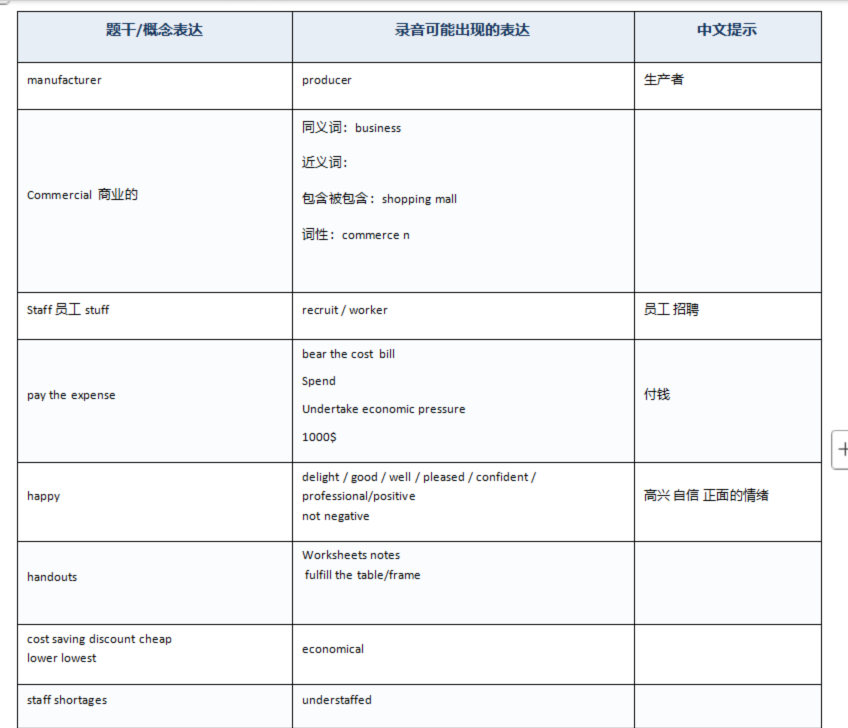 题干/概念表达
录音可能出现的表达
中文提示
manufacturer
producer
生产者
Commercial 商业的
同义词：business
近义词：
包含被包含：shopping mall
词性：commerce n
Staff 员工 stuff
recruit / worker
员工 招聘
pay the expense
bear the cost bill
Spend
Undertake economic pressure
1000$
付钱
happy
delight / good / well / pleased / confident /
professional/positive
not negative
高兴 自信 正面的情绪
handouts
Worksheets notes
fulfill the table/frame
cost saving discount cheap
lower lowest
economical
staff shortages
understaffed